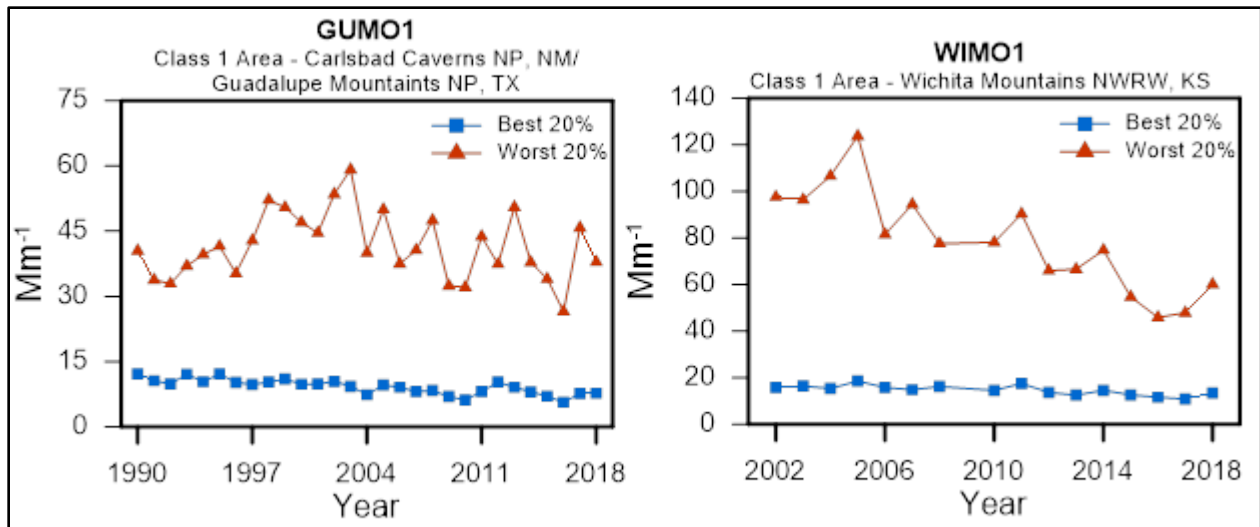 GUMO1
Class 1 Area - Carlsbad Caverns NP, NM/
Guadalupe Mountaints NP, TX
75
60
45
30
15
0
Mm-1
Best 20%
Worst 20%
1990
1997
2004
2011
2018
Year
WIMO1
Class 1 Area - Wichita Mountains NWRW, KS
140
120
100
80
60
40
20
0
Mm-1
Best 20%
Worst 20%
2002
2006
2010
2014
2018
Year